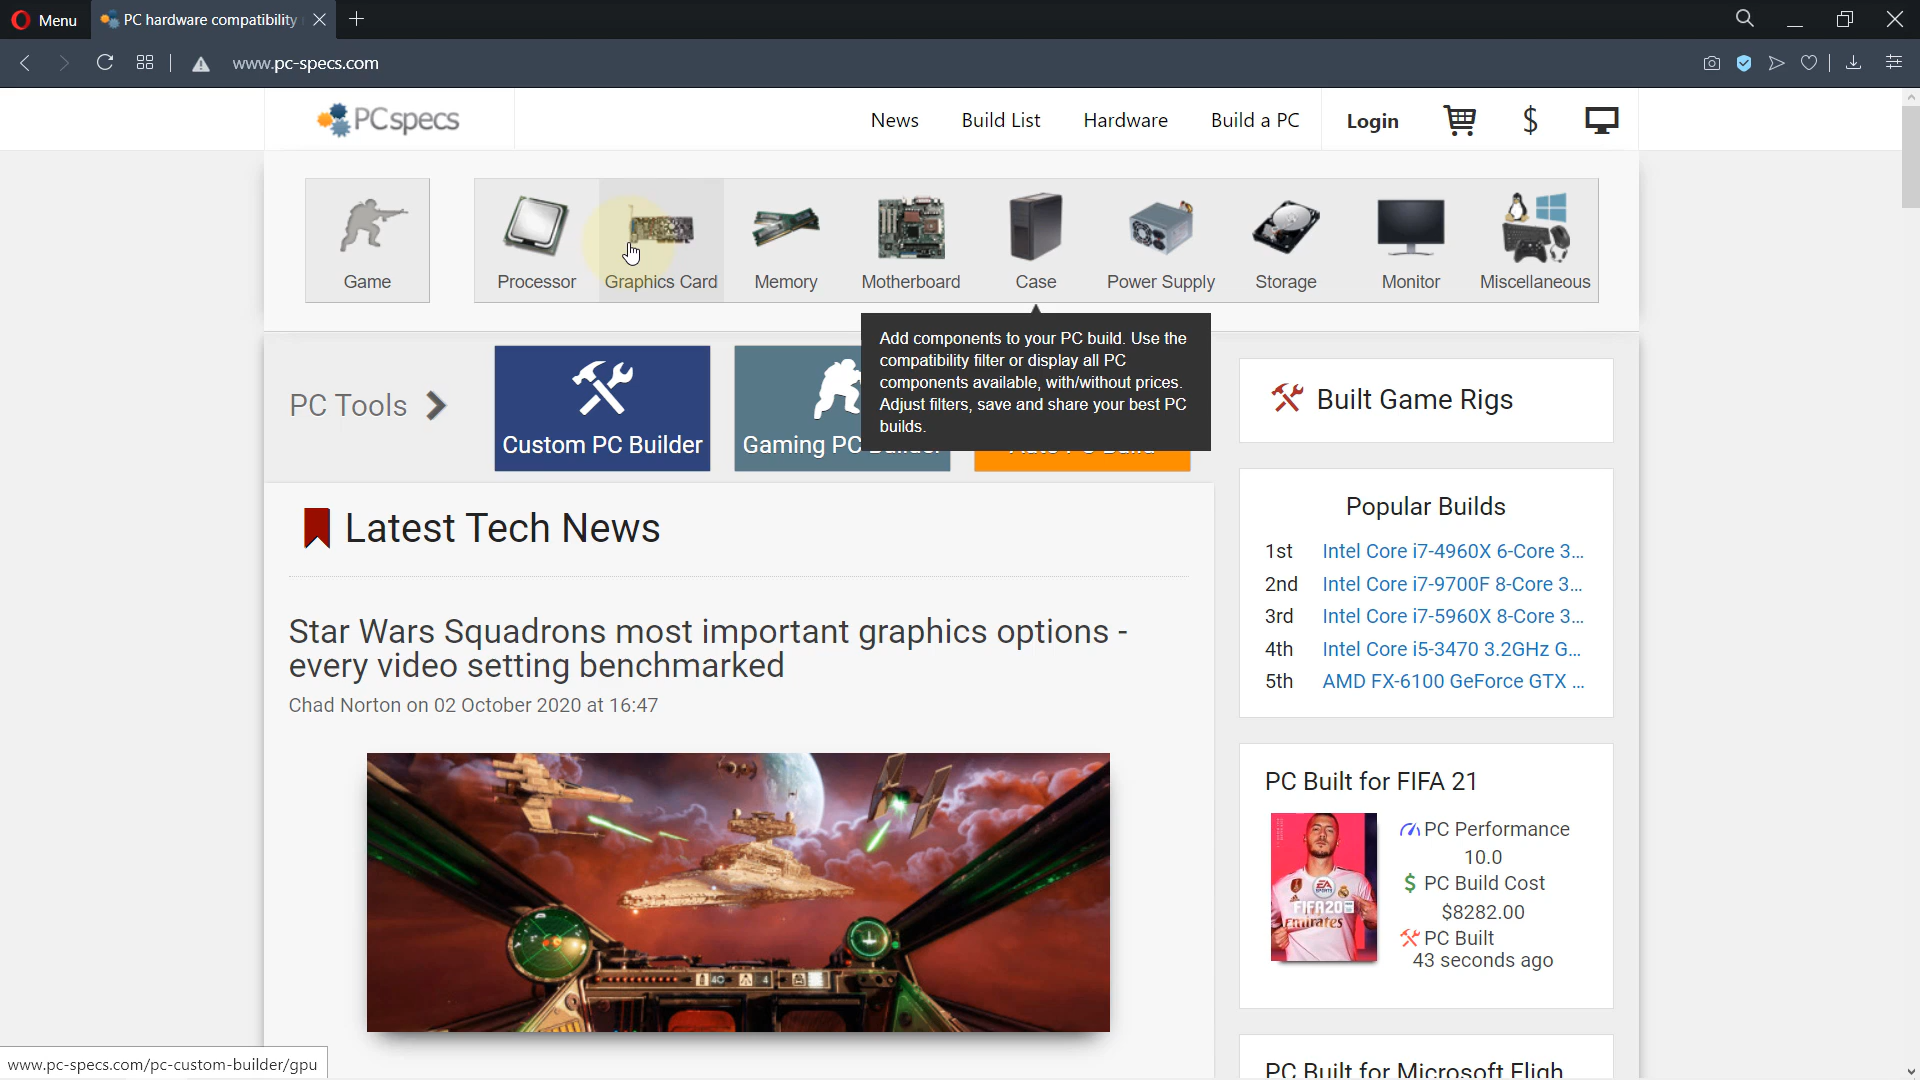 Menu
PC hardware compatibility
www.pc-specs.com
PCspecs
News
Build List
Hardware
Build a PC
Login
$
Game
Processor
Graphics Card
Memory
Motherboard
Case
Power Supply
Storage
Monitor
Miscellaneous
Add components to your PC build. Use the
compatibility filter or display all PC
components available, with/without prices.
Adjust filters, save and share your best PC
builds.
PC Tools
Custom PC Builder
Gaming PC
Built Game Rigs
Latest Tech News
Star Wars Squadrons most important graphics options -
every video setting benchmarked
Chad Norton on 02 October 2020 at 16:47
Popular Builds
1st Intel Core i7-4960X 6-Core 3...
2nd Intel Core i7-9700F 8-Core 3...
3rd Intel Core i7-5960X 8-Core 3...
4th Intel Core i5-3470 3.2GHz G...
5th AMD FX-6100 GeForce GTX ...
PC Built for FIFA 21
EA
SPORTS
FIFA20
Emirates
PC Performance
10.0
$ PC Build Cost
$8282.00
PC Built
43 seconds ago
40
4
PC Built for Microsoft Fligh
www.pc-specs.com/pc-custom-builder/gpu